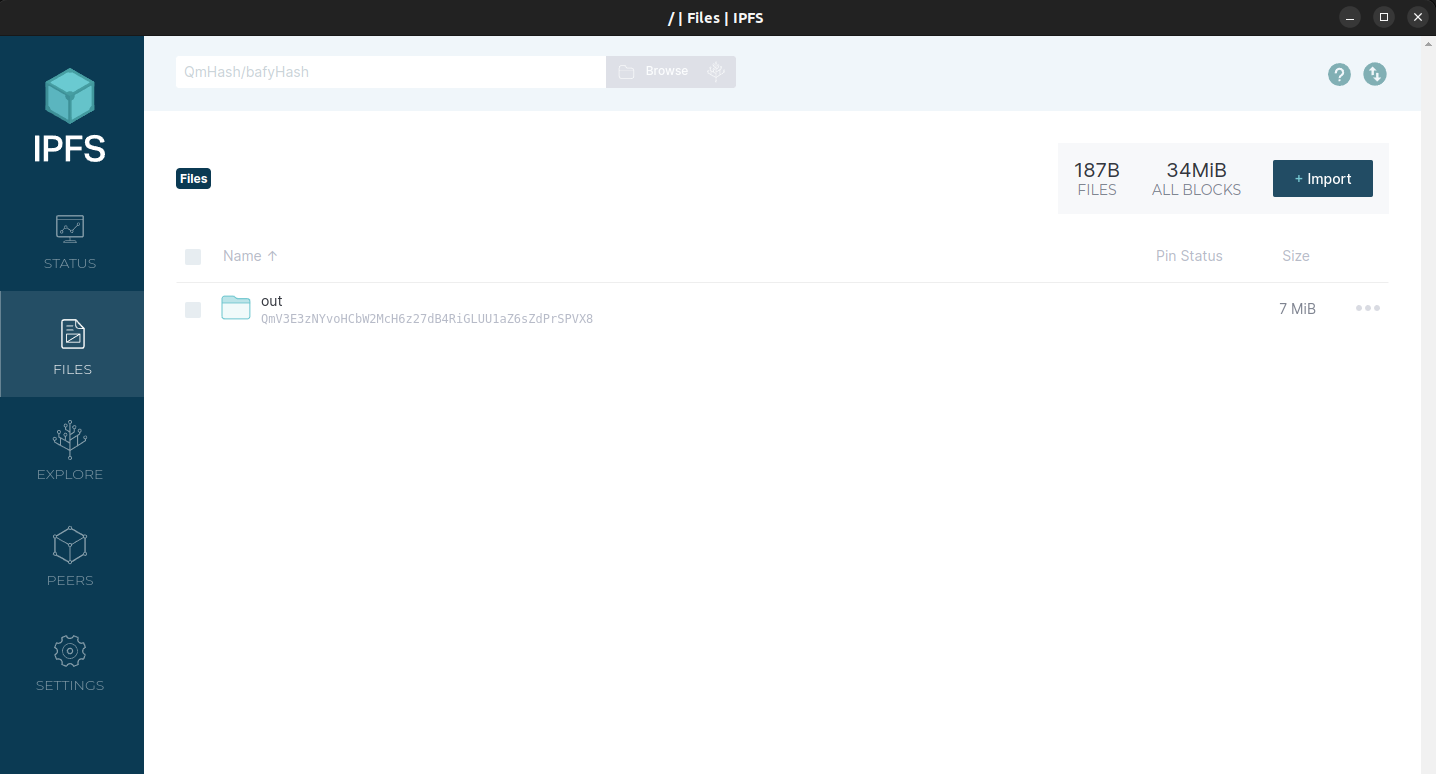 / | Files | IPFS
QmHash/bafyHash
Browse
?
IPFS
Files
187B
FILES
34MiB
ALL BLOCKS
+ Import
STATUS
Name ↑
Pin Status
Size
out
QmV3E3zNYvoHCbW2McH6z27dB4RiGLUU1aZ6sZdPrSPVX8
7 MiB
FILES
EXPLORE
PEERS
SETTINGS